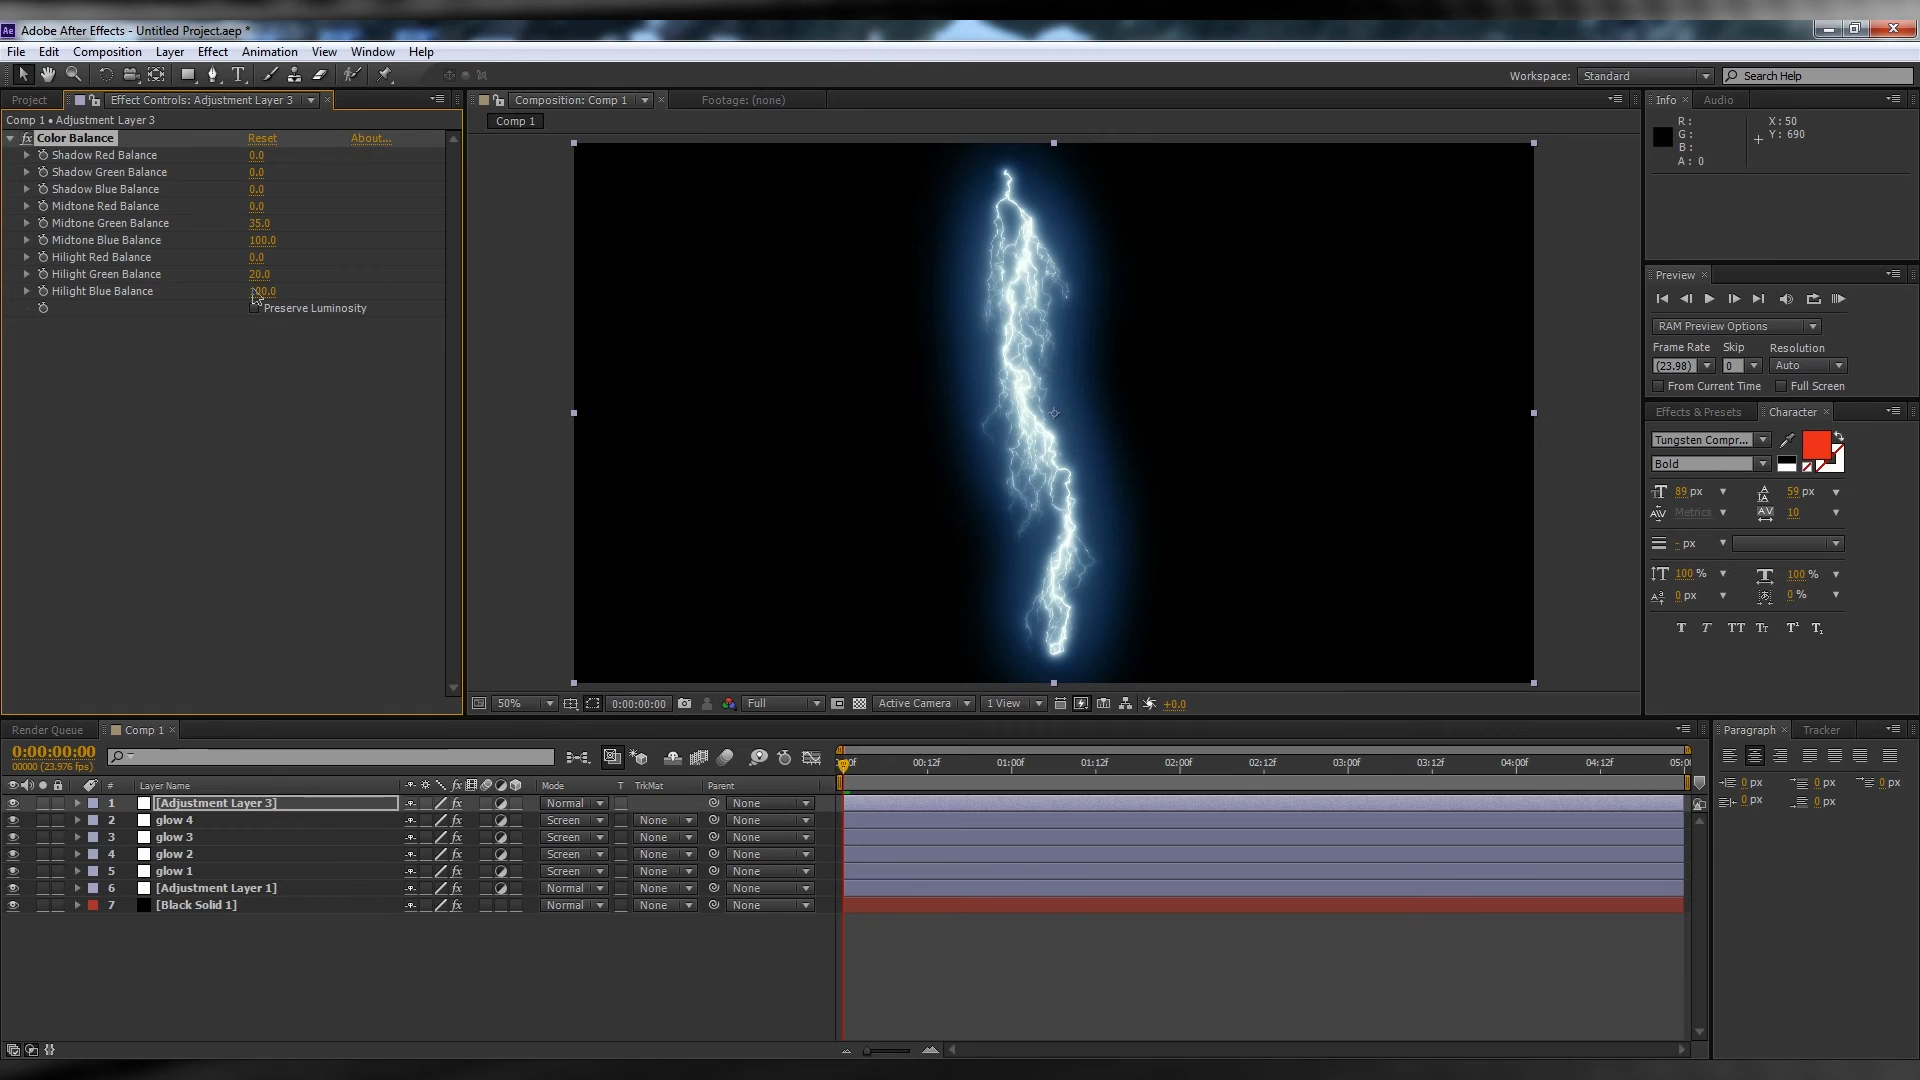 Adobe After Effects - Untitled Project.aep *
File Edit Composition Layer Effect Animation View Window Help
Workspace: Standard Search Help
Project Effect Controls: Adjustment Layer 3
Comp 1 • Adjustment Layer 3
fx Color Balance Reset About...
Shadow Red Balance 0.0
Shadow Green Balance 0.0
Shadow Blue Balance 0.0
Midtone Red Balance 0.0
Midtone Green Balance 35.0
Midtone Blue Balance 100.0
Hilight Red Balance 0.0
Hilight Green Balance 20.0
Hilight Blue Balance 100.0
Preserve Luminosity
Composition: Comp 1 Footage: (none)
Comp 1
50% 0:00:00:00 Full Active Camera 1 View +0.0
Info Audio
R: X: 50
G: Y: 690
B:
A: 0
Preview
RAM Preview Options
Frame Rate Skip Resolution
(23.98) 0 Auto
From Current Time Full Screen
Effects & Presets Character
Tungsten Compr...
Bold
89 px 59 px
Metrics 10
- px
100 % 100 %
0 px 0 %
Render Queue Comp 1
0:00:00:00
00000 (23.976 fps)
00:12f 01:00f 01:12f 02:00f 02:12f 03:00f 03:12f 04:00f 04:12f
# Layer Name Mode T TrkMat Parent
1 [Adjustment Layer 3] Normal None
2 glow 4 Screen None None
3 glow 3 Screen None None
4 glow 2 Screen None None
5 glow 1 Screen None None
6 [Adjustment Layer 1] Normal None None
7 [Black Solid 1] Normal None None
Paragraph Tracker
0 px 0 px 0 px
0 px 0 px